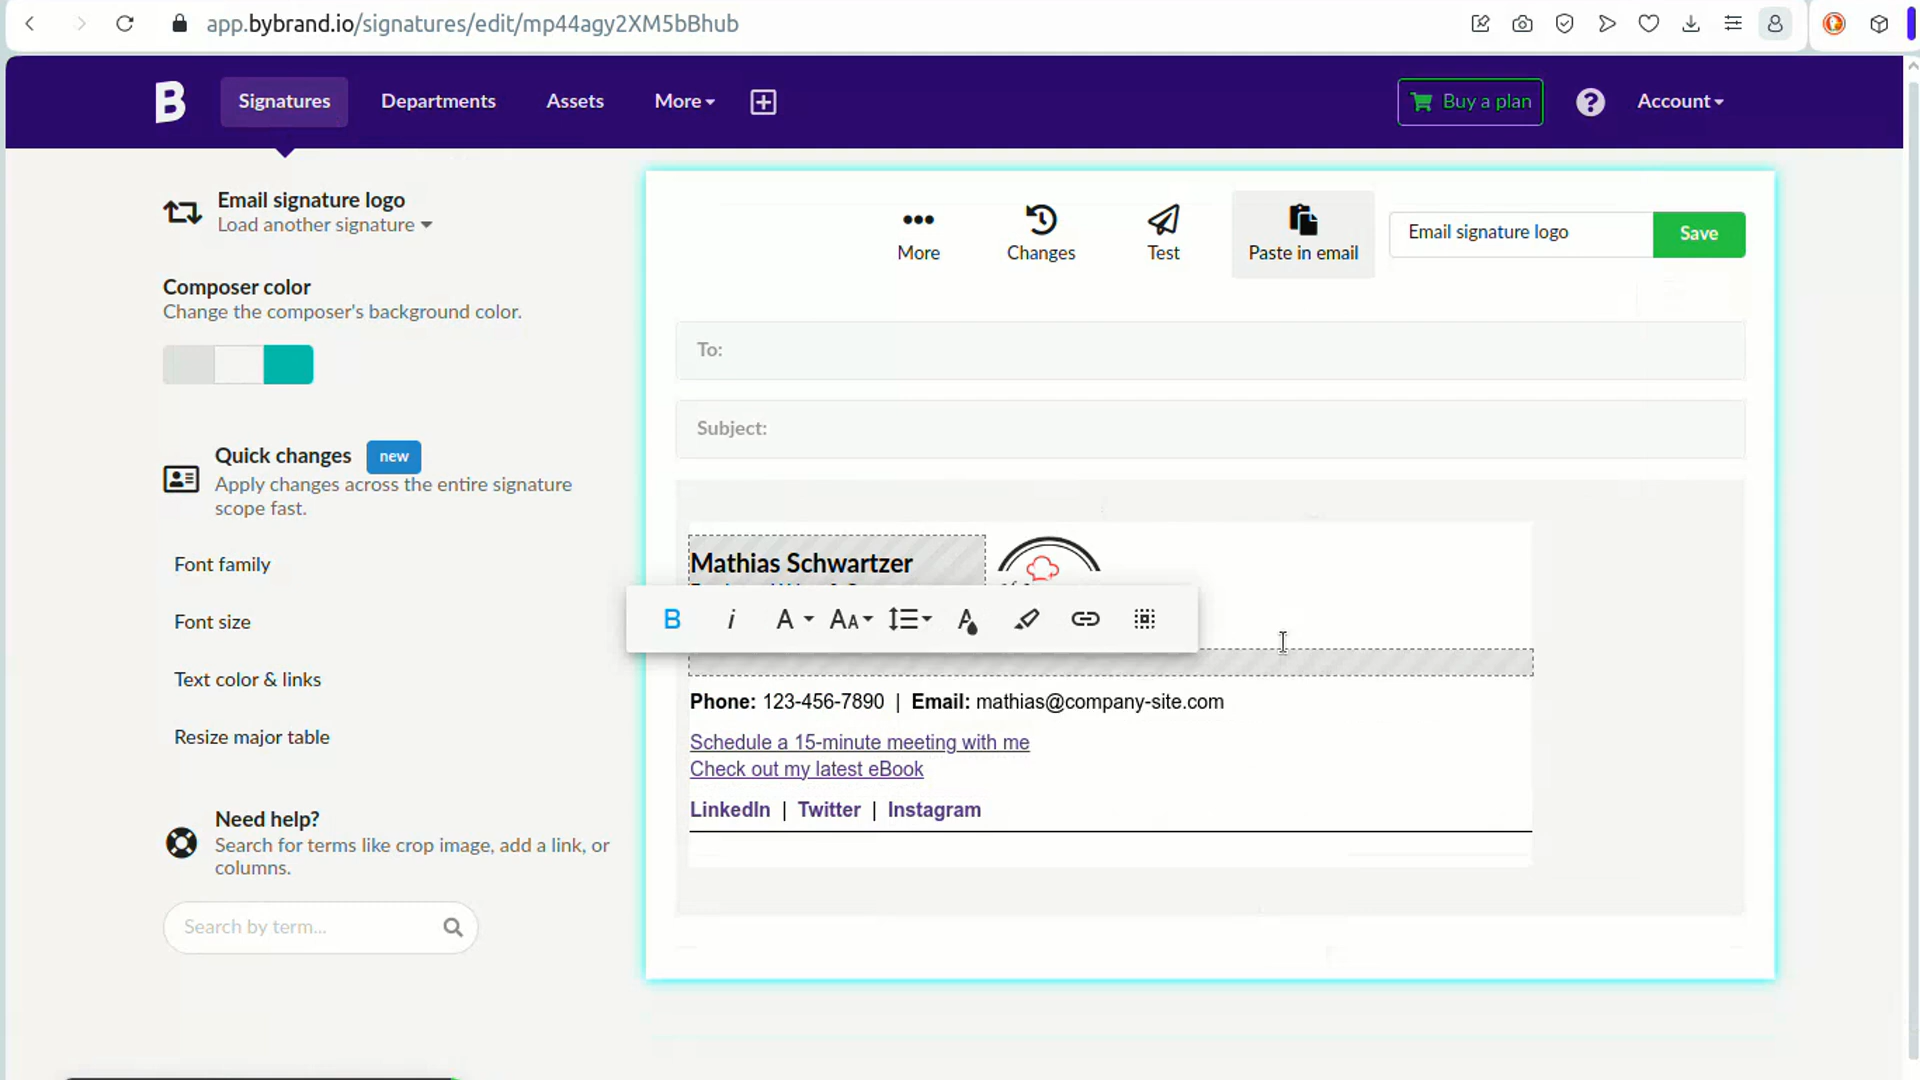 app.bybrand.io/signatures/edit/mp44agy2XM5bBhub
B Signatures Departments Assets More Buy a plan ? Account
Email signature logo
Load another signature
More Changes Test Paste in email Email signature logo Save
Composer color
Change the composer's background color.
To:
Subject:
Quick changes new
Apply changes across the entire signature
scope fast.
Font family
Font size
Text color & links
Resize major table
Mathias Schwartzer
B i A AA A
Phone: 123-456-7890 | Email: mathias@company-site.com
Schedule a 15-minute meeting with me
Check out my latest eBook
LinkedIn | Twitter | Instagram
Need help?
Search for terms like crop image, add a link, or
columns.
Search by term...